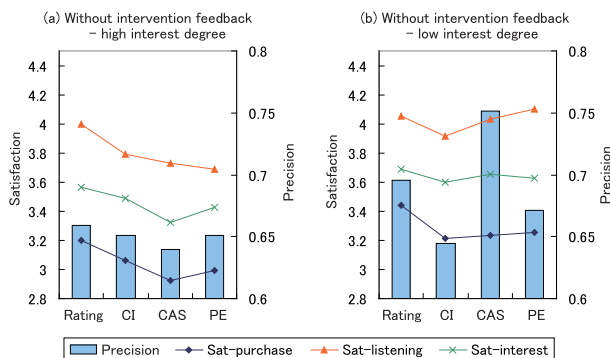 (a) Without intervention feedback
– high interest degree
(b) Without intervention feedback
– low interest degree
4.4
4.2
4
3.8
3.6
3.4
3.2
3
2.8
Satisfaction
0.8
0.75
0.7
0.65
0.6
Precision
Rating CI CAS PE
4.4
4.2
4
3.8
3.6
3.4
3.2
3
2.8
Satisfaction
0.8
0.75
0.7
0.65
0.6
Precision
Rating CI CAS PE
Precision Sat-purchase Sat-listening Sat-interest